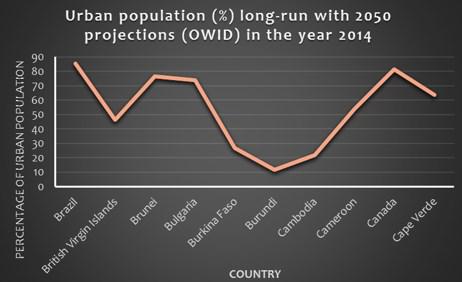 Urban population (%) long-run with 2050
projections (OWID) in the year 2014
PERCENTAGE OF URBAN POPULATION
90
80
70
60
50
40
30
20
10
0
Brazil
British Virgin Islands
Brunei
Bulgaria
Burkina Faso
Burundi
Cambodia
Cameroon
Canada
Cape Verde
COUNTRY